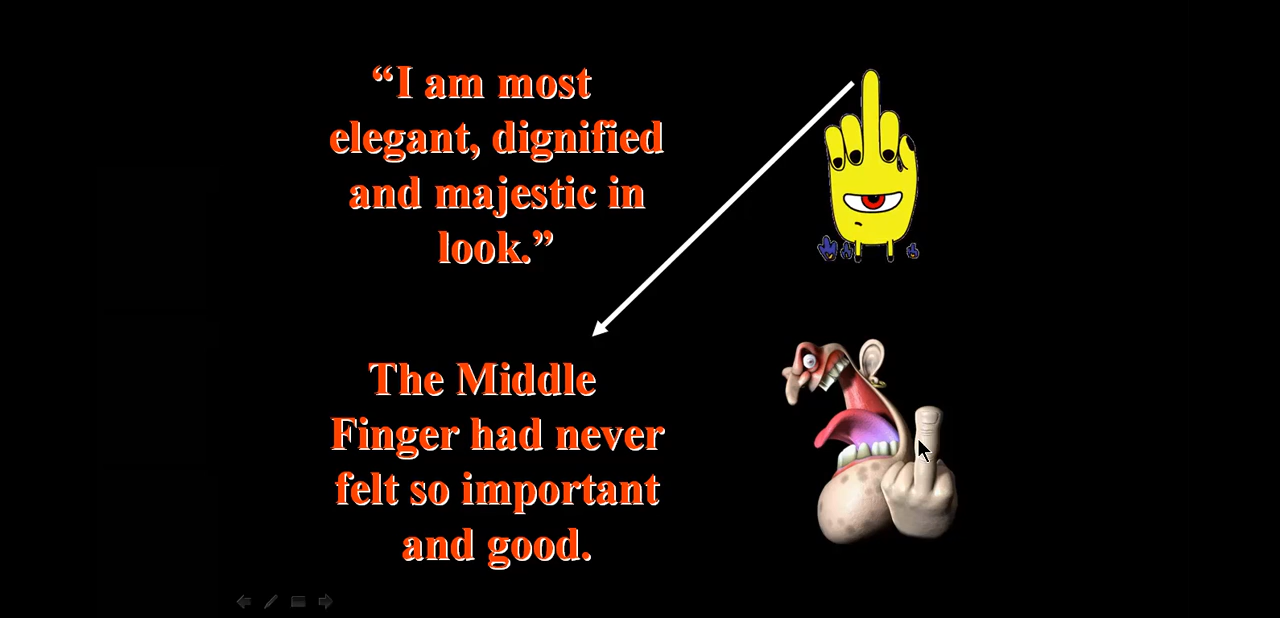 “I am most
elegant, dignified
and majestic in
look.”
The Middle
Finger had never
felt so important
and good.